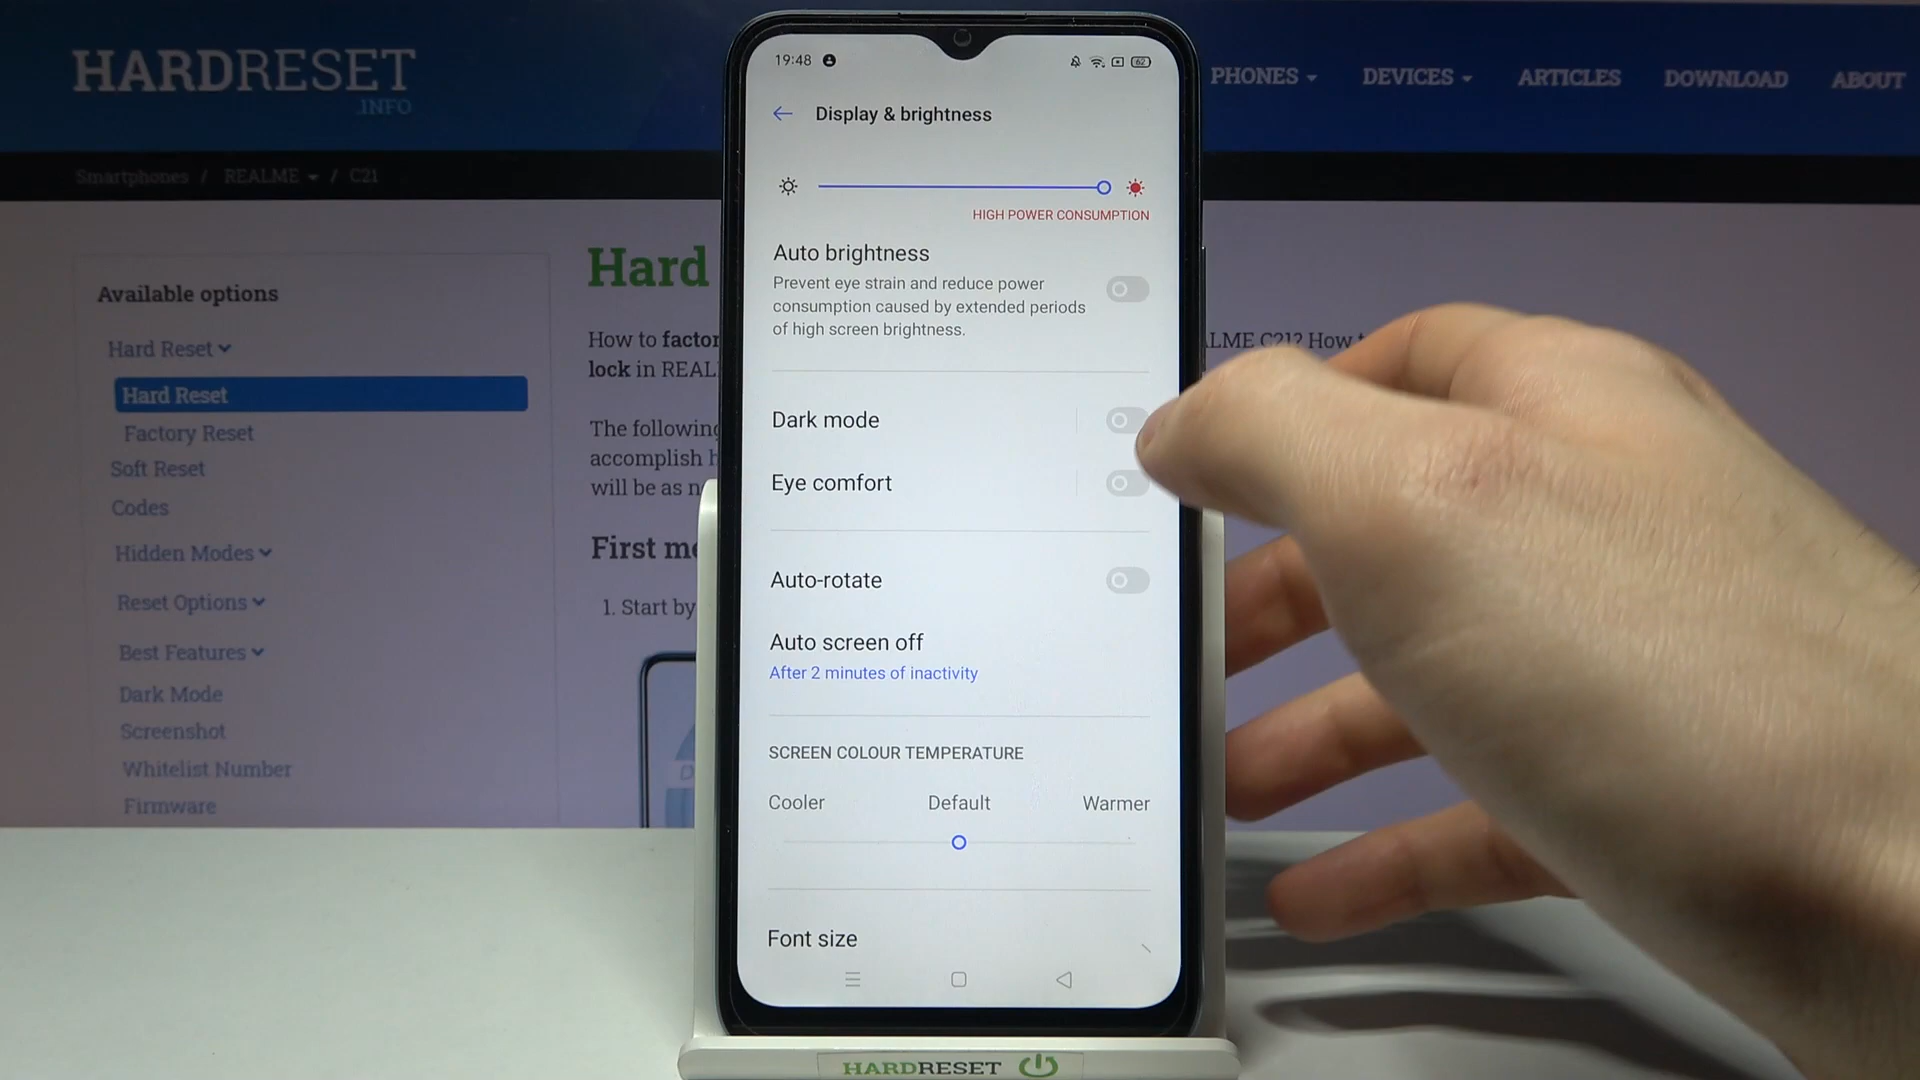 HARDRESET
.INFO
PHONES
DEVICES
ARTICLES
DOWNLOAD
ABOUT
Smartphones / REALME / C21
Available options
Hard Reset
Hard Reset
Factory Reset
Soft Reset
Codes
Hidden Modes
Reset Options
Best Features
Dark Mode
Screenshot
Whitelist Number
Firmware
Hard
How to
lock in
C21? How
The following
accomplish
will be as
First
1. Start by
19:48
62
Display & brightness
HIGH POWER CONSUMPTION
Auto brightness
Prevent eye strain and reduce power
consumption caused by extended periods
of high screen brightness.
Dark mode
Eye comfort
Auto-rotate
Auto screen off
After 2 minutes of inactivity
SCREEN COLOUR TEMPERATURE
Cooler Default Warmer
Font size
HARDRESET